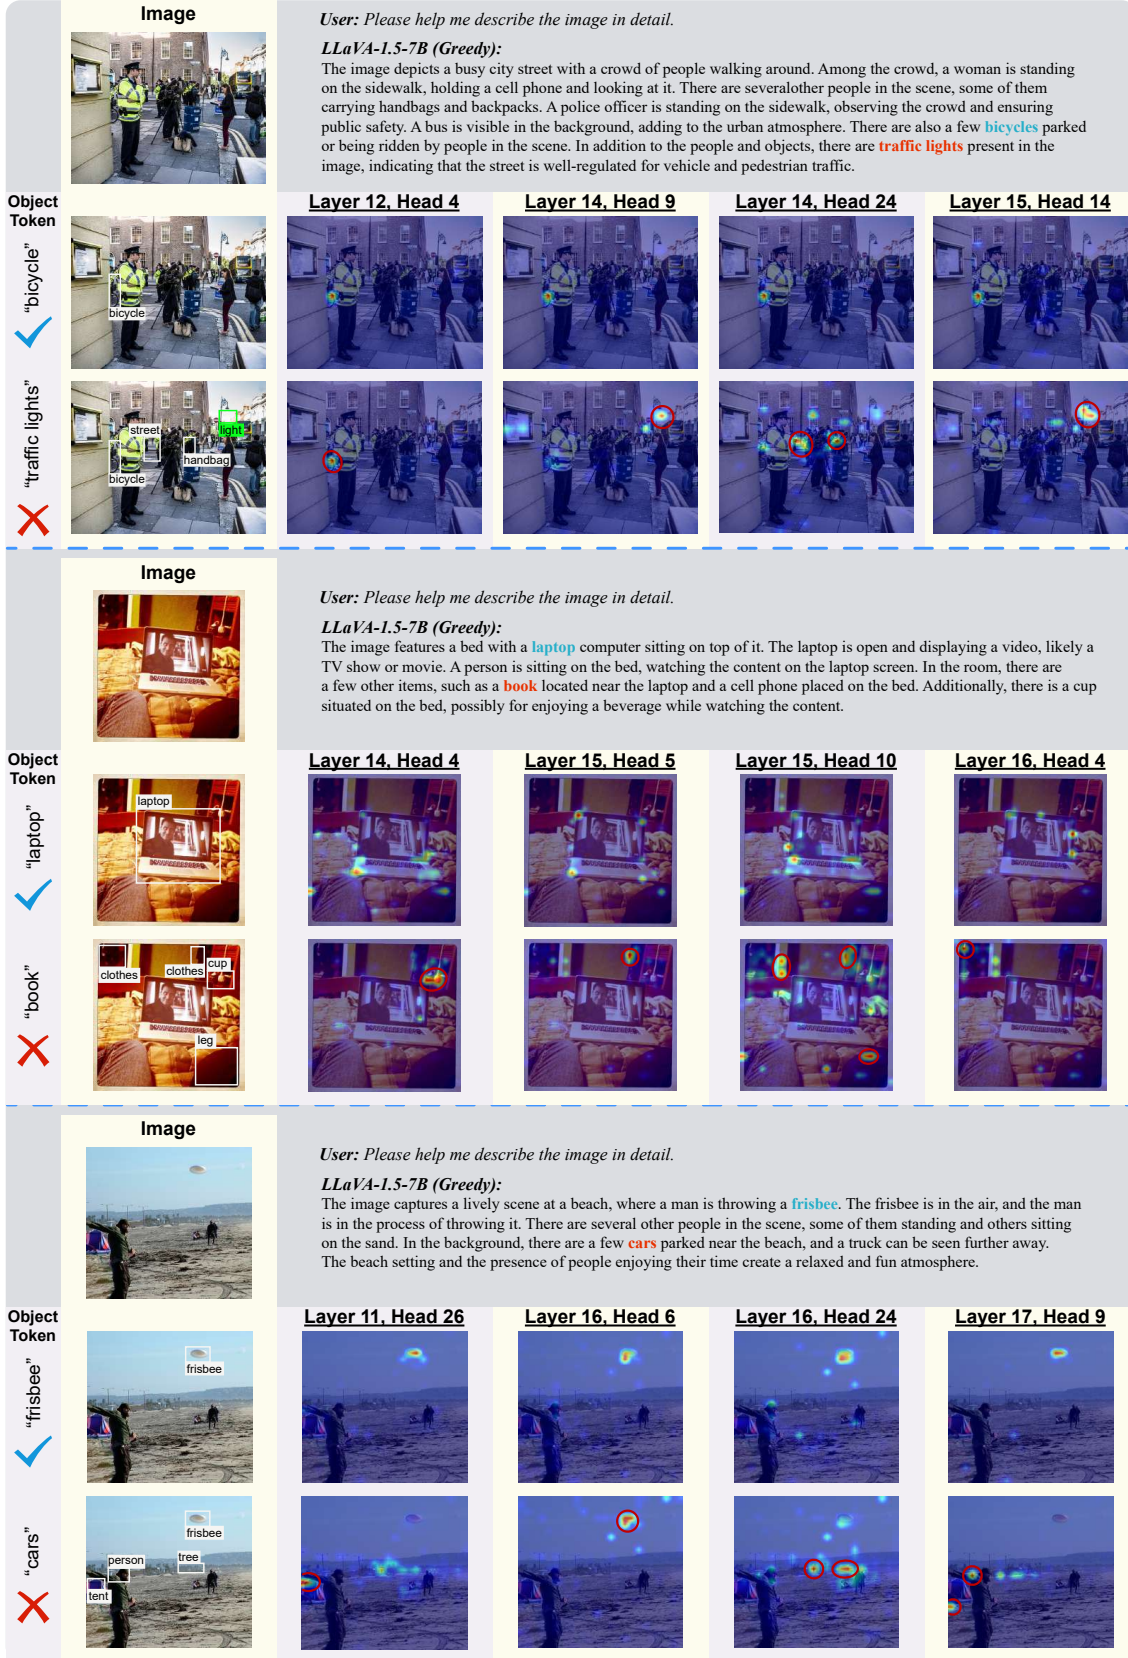 Image
User: Please help me describe the image in detail.
LLaVA-1.5-7B (Greedy):
The image depicts a busy city street with a crowd of people walking around. Among the crowd, a woman is standing
on the sidewalk, holding a cell phone and looking at it. There are severalother people in the scene, some of them
carrying handbags and backpacks. A police officer is standing on the sidewalk, observing the crowd and ensuring
public safety. A bus is visible in the background, adding to the urban atmosphere. There are also a few bicycles parked
or being ridden by people in the scene. In addition to the people and objects, there are traffic lights present in the
image, indicating that the street is well-regulated for vehicle and pedestrian traffic.
Object
Token
Layer 12, Head 4
Layer 14, Head 9
Layer 14, Head 24
Layer 15, Head 14
"bicycle"
bicycle
"traffic lights"
street
light
handbag
bicycle
Image
User: Please help me describe the image in detail.
LLaVA-1.5-7B (Greedy):
The image features a bed with a laptop computer sitting on top of it. The laptop is open and displaying a video, likely a
TV show or movie. A person is sitting on the bed, watching the content on the laptop screen. In the room, there are
a few other items, such as a book located near the laptop and a cell phone placed on the bed. Additionally, there is a cup
situated on the bed, possibly for enjoying a beverage while watching the content.
Object
Token
Layer 14, Head 4
Layer 15, Head 5
Layer 15, Head 10
Layer 16, Head 4
"laptop"
laptop
"book"
clothes
clothes
cup
leg
Image
User: Please help me describe the image in detail.
LLaVA-1.5-7B (Greedy):
The image captures a lively scene at a beach, where a man is throwing a frisbee. The frisbee is in the air, and the man
is in the process of throwing it. There are several other people in the scene, some of them standing and others sitting
on the sand. In the background, there are a few cars parked near the beach, and a truck can be seen further away.
The beach setting and the presence of people enjoying their time create a relaxed and fun atmosphere.
Object
Token
Layer 11, Head 26
Layer 16, Head 6
Layer 16, Head 24
Layer 17, Head 9
"frisbee"
frisbee
"cars"
frisbee
person
tree
tent